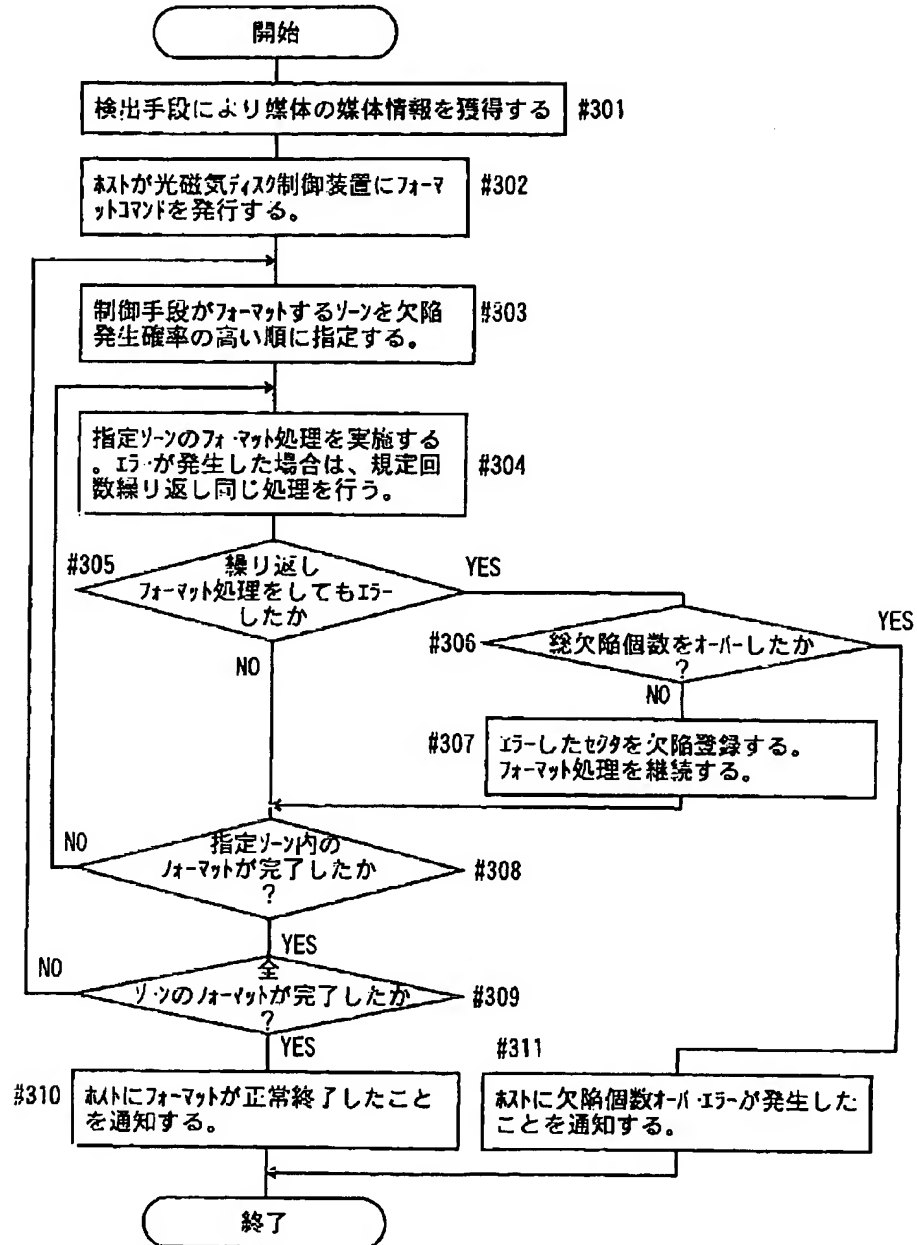 開始
検出手段により媒体の媒体情報を獲得する
#301
ホストが光磁気ディスク制御装置にフォーマ
ットコマンドを発行する。
#302
制御手段がフォーマットするゾーンを欠陥
発生確率の高い順に指定する。
#303
指定ゾーンのフォーマット処理を実施する
。エラーが発生した場合は、規定回
数繰り返し同じ処理を行う。
#304
#305
繰り返し
フォーマット処理をしてもエラー
したか
YES
NO
#306
総欠陥個数をオーバーしたか
?
YES
NO
#307
エラーしたセクタを欠陥登録する。
フォーマット処理を継続する。
NO
指定ゾーン内の
フォーマットが完了したか
?
#308
YES
NO
全
ゾーンのフォーマットが完了したか
?
#309
YES
#310
ホストにフォーマットが正常終了したこと
を通知する。
#311
ホストに欠陥個数オーバーエラーが発生した
ことを通知する。
終了